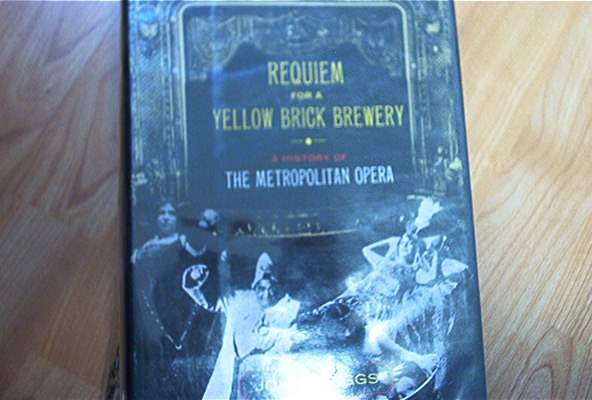 REQUIEM
FOR A
YELLOW BRICK BREWERY
A HISTORY OF
THE METROPOLITAN OPERA